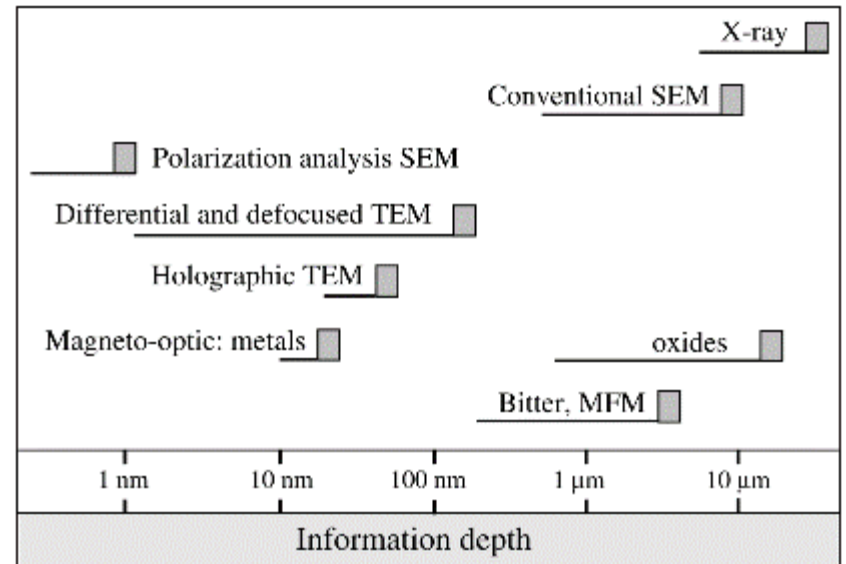 X-ray
Conventional SEM
Polarization analysis SEM
Differential and defocused TEM
Holographic TEM
Magneto-optic: metals oxides
Bitter, MFM
1 nm 10 nm 100 nm 1 μm 10 μm
Information depth